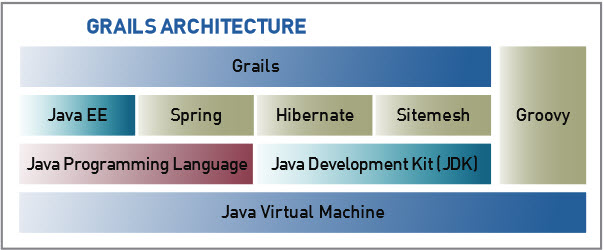 GRAILS ARCHITECTURE
Grails
Java EE Spring Hibernate Sitemesh Groovy
Java Programming Language Java Development Kit (JDK)
Java Virtual Machine